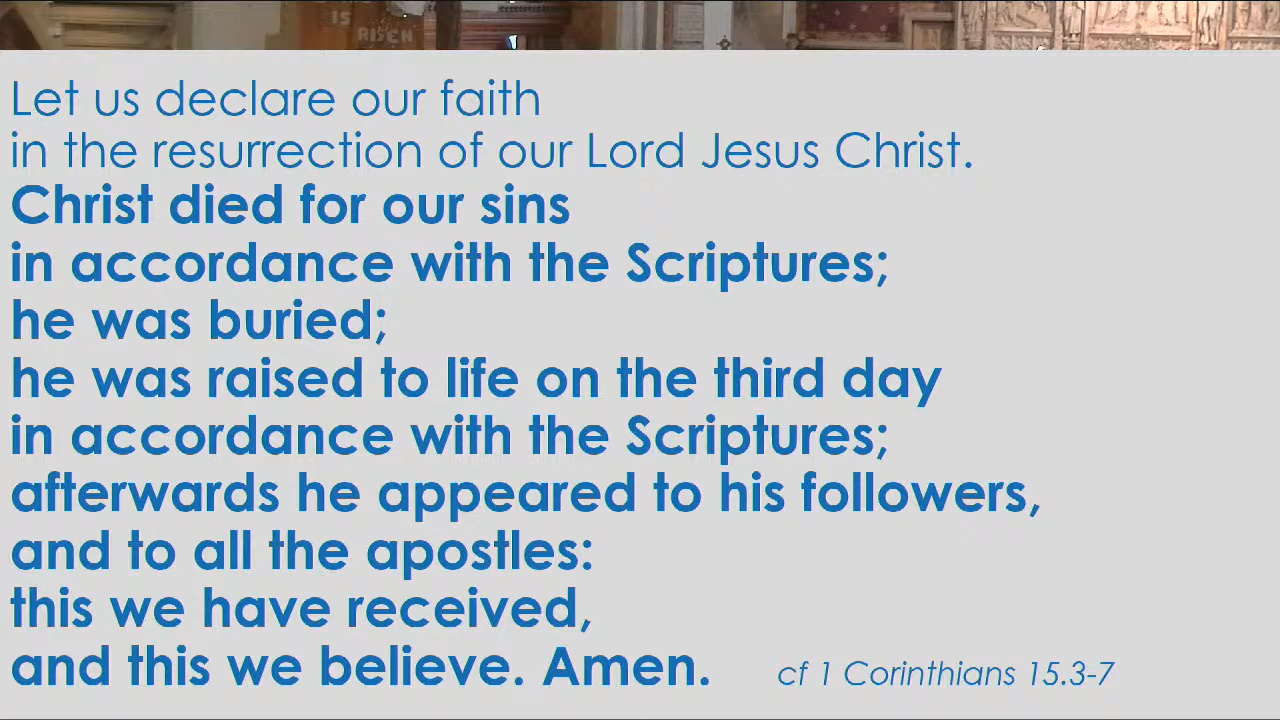 IS
RISEN
Let us declare our faith
in the resurrection of our Lord Jesus Christ.
Christ died for our sins
in accordance with the Scriptures;
he was buried;
he was raised to life on the third day
in accordance with the Scriptures;
afterwards he appeared to his followers,
and to all the apostles:
this we have received,
and this we believe. Amen. cf 1 Corinthians 15.3-7